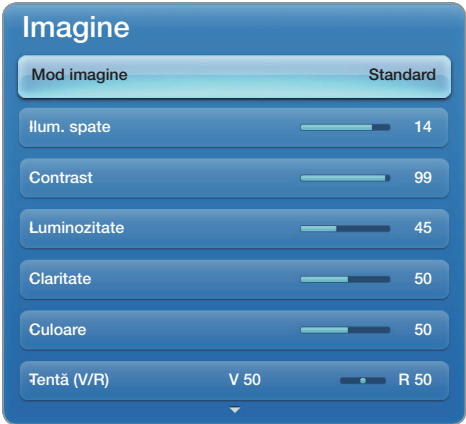 Imagine
Mod imagine Standard
Ilum. spate 14
Contrast 99
Luminozitate 45
Claritate 50
Culoare 50
Tentă (V/R) V 50 R 50